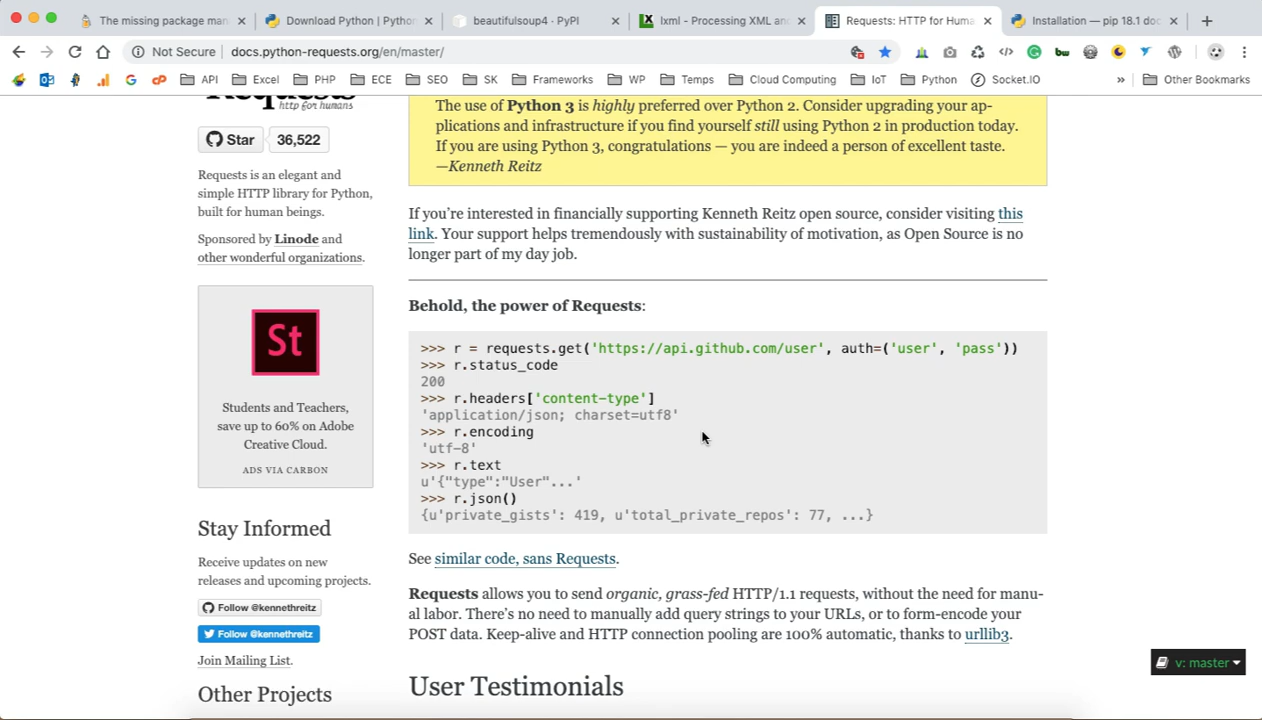 The missing package man
Download Python | Python
beautifulsoup4 · PyPI
lxml - Processing XML and
Requests: HTTP for Huma
Installation — pip 18.1 doc
Not Secure
docs.python-requests.org/en/master/
API
Excel
PHP
ECE
SEO
SK
Frameworks
WP
Temps
Cloud Computing
IoT
Python
Socket.IO
»
Other Bookmarks
Requests
http for humans
Star
36,522
Requests is an elegant and
simple HTTP library for Python,
built for human beings.
Sponsored by Linode and
other wonderful organizations.
St
Students and Teachers,
save up to 60% on Adobe
Creative Cloud.
ADS VIA CARBON
Stay Informed
Receive updates on new
releases and upcoming projects.
Follow @kennethreitz
Follow @kennethreitz
Join Mailing List.
Other Projects
The use of Python 3 is highly preferred over Python 2. Consider upgrading your ap-
plications and infrastructure if you find yourself still using Python 2 in production today.
If you are using Python 3, congratulations — you are indeed a person of excellent taste.
—Kenneth Reitz
If you’re interested in financially supporting Kenneth Reitz open source, consider visiting this
link. Your support helps tremendously with sustainability of motivation, as Open Source is no
longer part of my day job.
Behold, the power of Requests:
>>> r = requests.get('https://api.github.com/user', auth=('user', 'pass'))
>>> r.status_code
200
>>> r.headers['content-type']
'application/json; charset=utf8'
>>> r.encoding
'utf-8'
>>> r.text
u'{"type":"User"...'
>>> r.json()
{u'private_gists': 419, u'total_private_repos': 77, ...}
See similar code, sans Requests.
Requests allows you to send organic, grass-fed HTTP/1.1 requests, without the need for manu-
al labor. There’s no need to manually add query strings to your URLs, or to form-encode your
POST data. Keep-alive and HTTP connection pooling are 100% automatic, thanks to urllib3.
User Testimonials
v: master